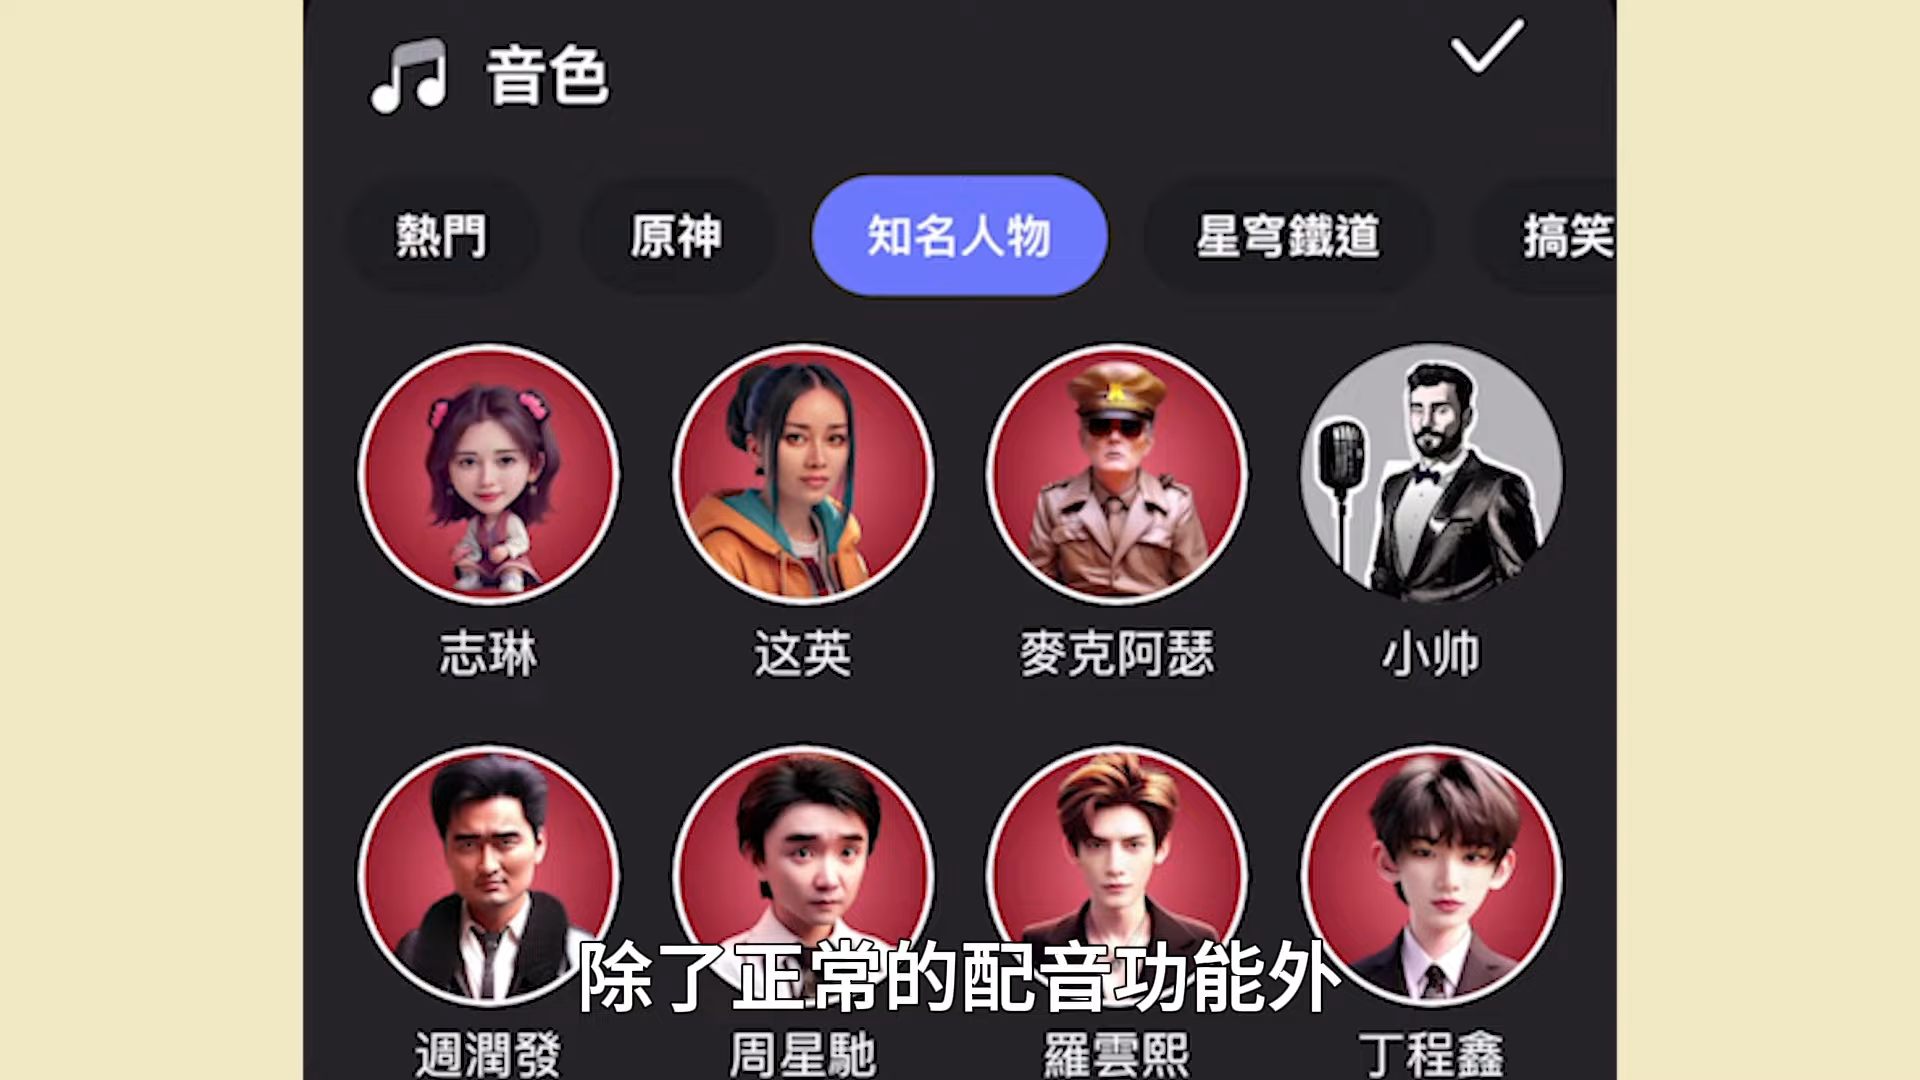 音色
熱門 原神 知名人物 星穹鐵道 搞笑
志琳 这英 麥克阿瑟 小帅
除了正常的配音功能外
週潤發 周星馳 羅雲熙 丁程鑫